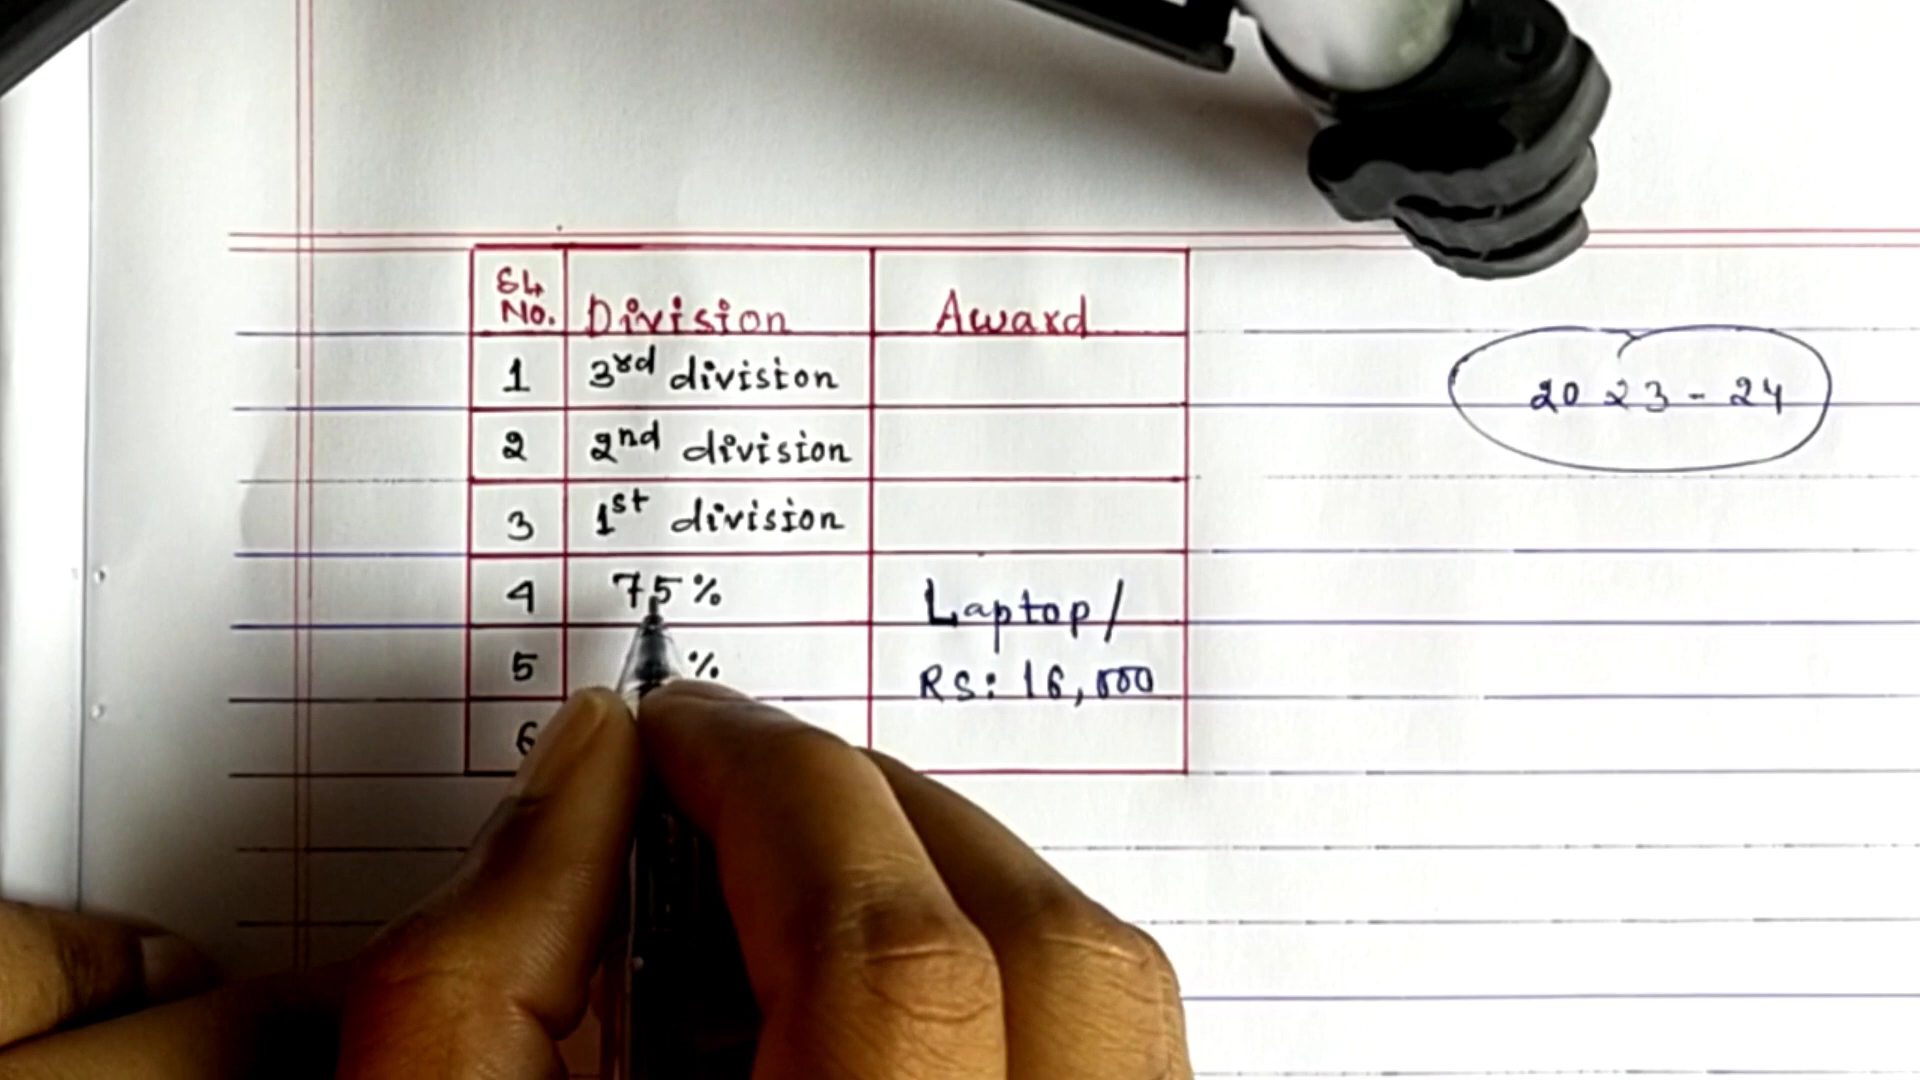 Sl.
No. Division Award
1 3rd division
2 2nd division
3 1st division
4 75%
5 %
6
Laptop/
RS: 16,000
2023-24